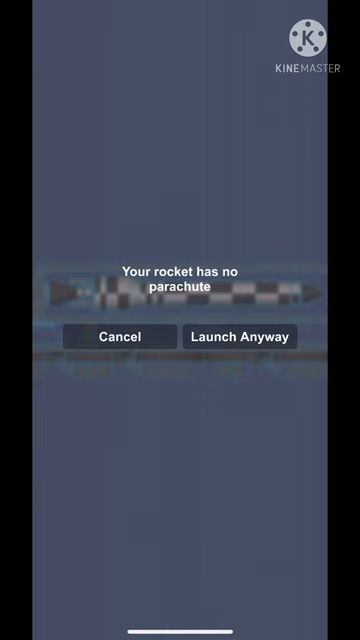 K
KINEMASTER
Your rocket has no
parachute
Cancel
Launch Anyway